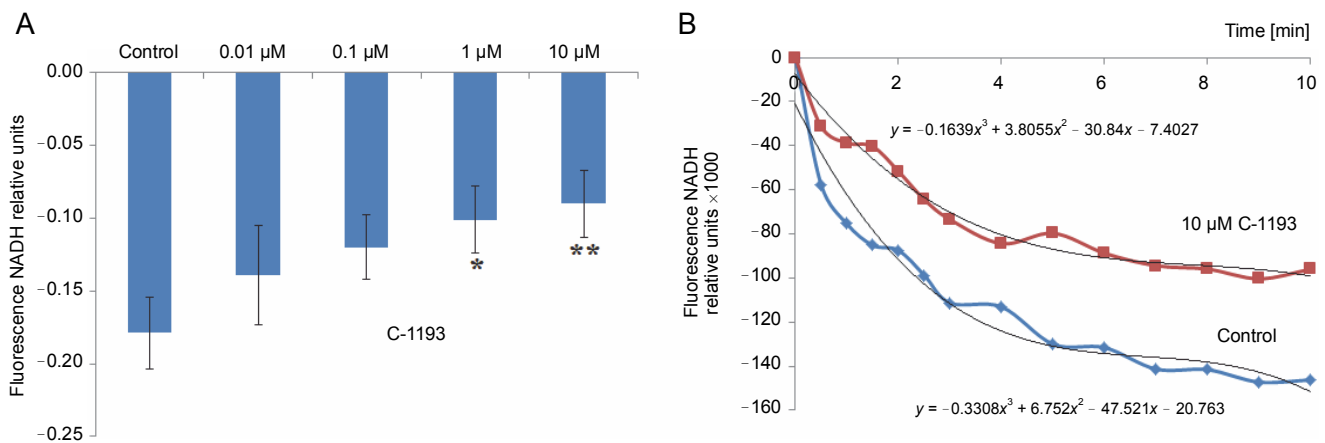 A
Control 0.01 µM 0.1 µM 1 µM 10 µM
0.00
−0.05
−0.10
−0.15
−0.20
−0.25
Fluorescence NADH relative units
*
**
C-1193
B
Time [min]
0
−20
−40
−60
−80
−100
−120
−140
−160
0 2 4 6 8 10
Fluorescence NADH
relative units ×1000
y = −0.1639x³ + 3.8055x² − 30.84x - 7.4027
10 µM C-1193
Control
y = −0.3308x³ + 6.752x² − 47.521x - 20.763